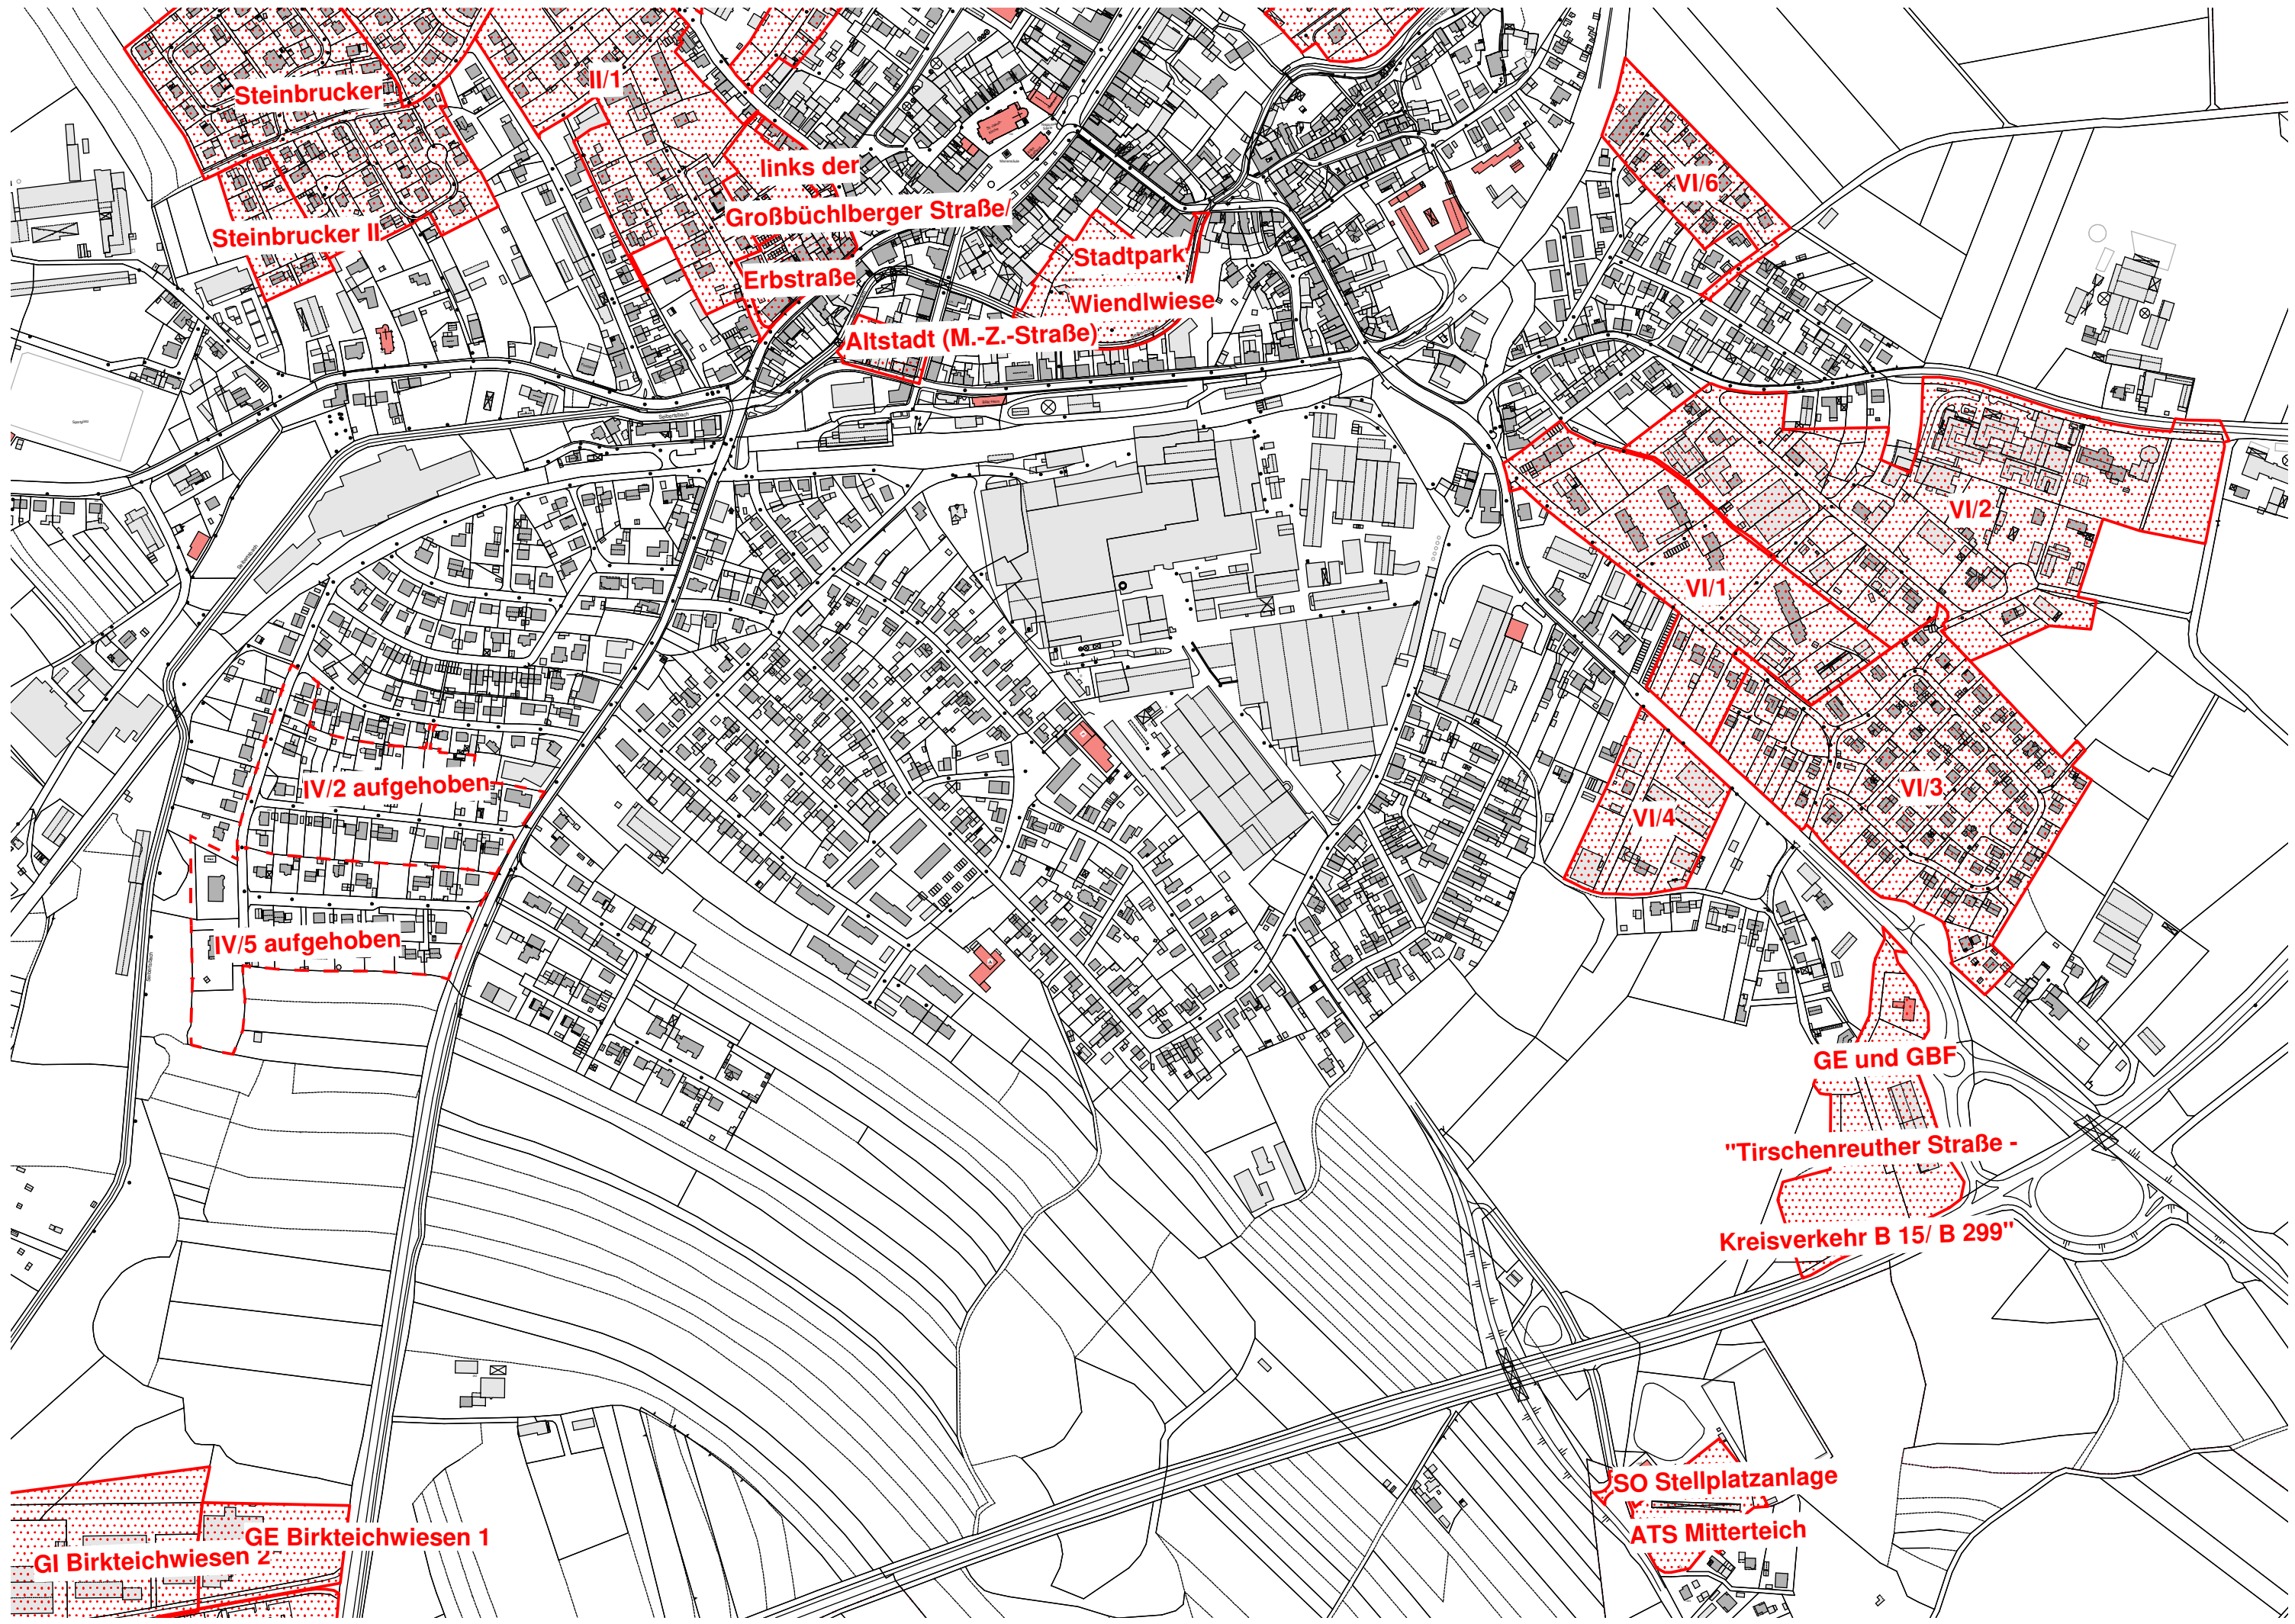 Steinbrucker
II/1
links der
Großbüchlberger Straße/
Erbstraße
Steinbrucker II
Stadtpark
Wiendlwiese
Altstadt (M.-Z.-Straße)
VI/6
Seibertsbach
VI/2
VI/1
VI/3
VI/4
IV/2 aufgehoben
IV/5 aufgehoben
GE und GBF
"Tirschenreuther Straße -
Kreisverkehr B 15/ B 299"
SO Stellplatzanlage
ATS Mitterteich
GE Birkteichwiesen 1
GI Birkteichwiesen 2